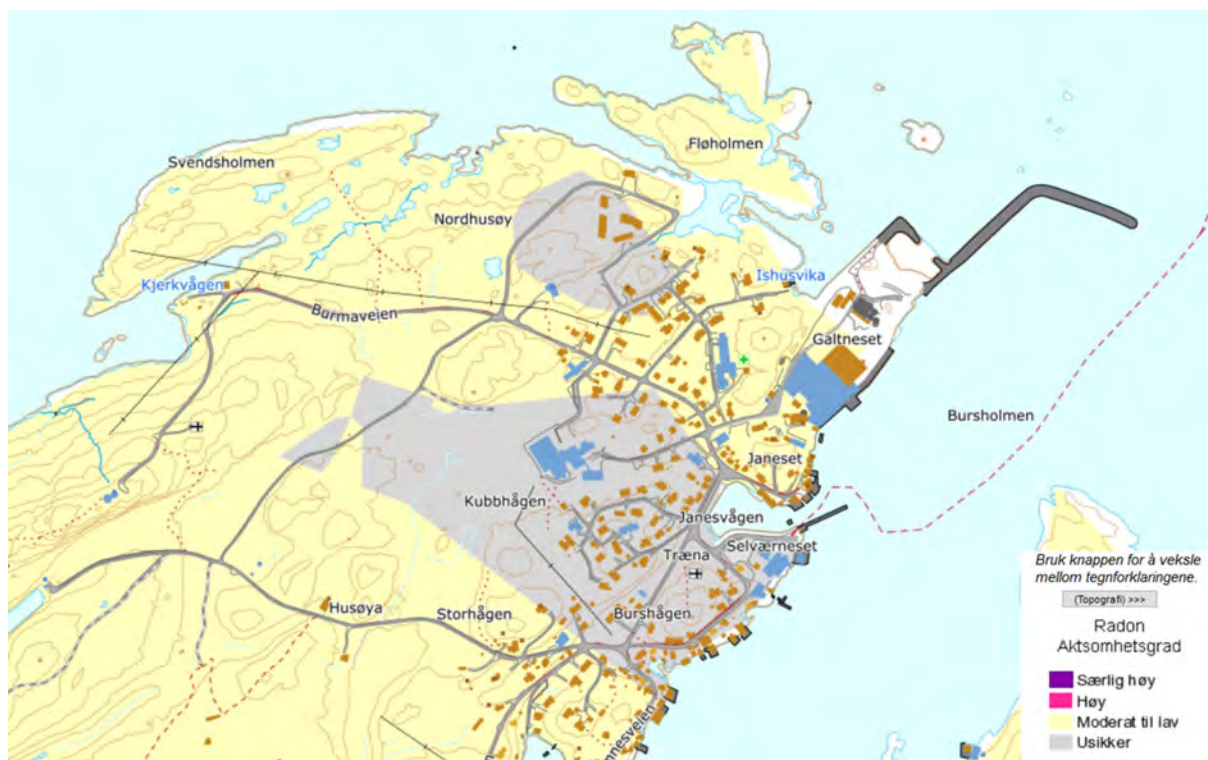 Fløholmen
Svendsholmen
Nordhusøy
Ishusvika
Kjerkvågen
Burmaveien
Galtneset
Bursholmen
Janeset
Kubbhågen
Janesvågen
Selværneset
Træna
Husøya
Storhågen
Burshågen
nnesveien
Bruk knappen for å veksle
mellom tegnforklaringene.
(Topografi) >>>
Radon
Aktsomhetsgrad
Særlig høy
Høy
Moderat til lav
Usikker